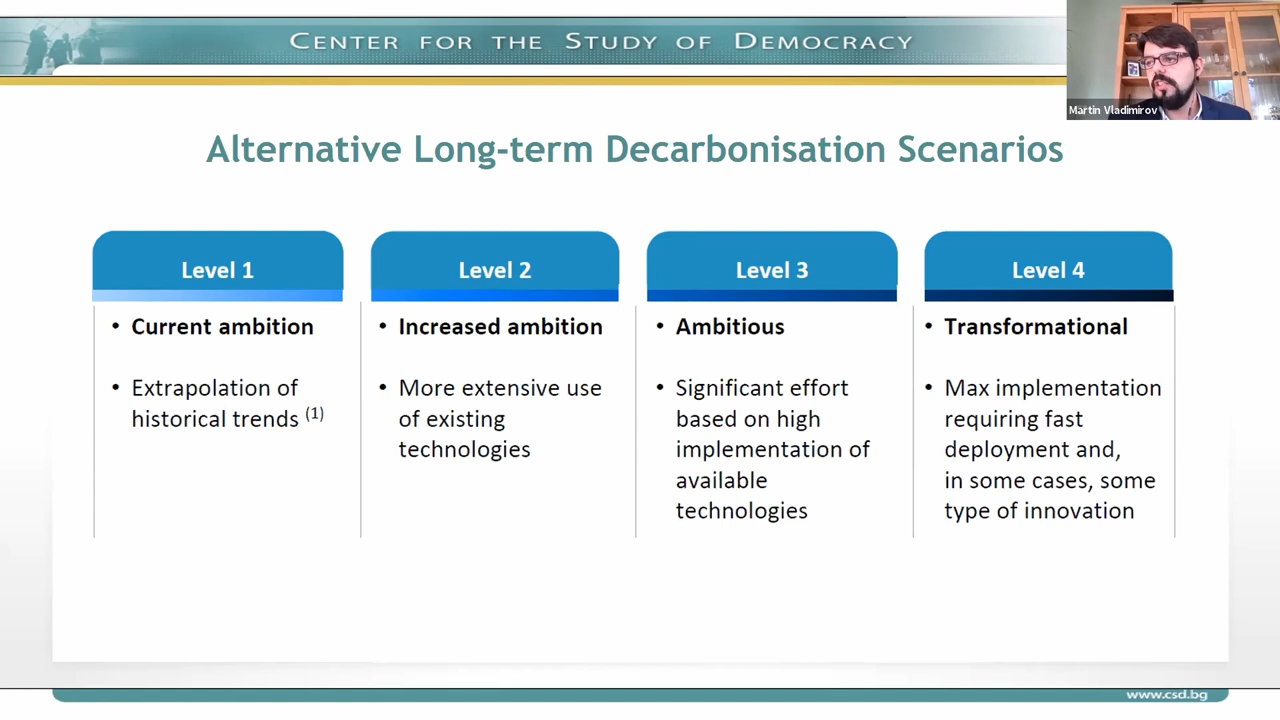 CENTER FOR THE STUDY OF DEMOCRACY
Martin Vladimirov
Alternative Long-term Decarbonisation Scenarios
Level 1
• Current ambition
• Extrapolation of
historical trends (1)
Level 2
• Increased ambition
• More extensive use
of existing
technologies
Level 3
• Ambitious
• Significant effort
based on high
implementation of
available
technologies
Level 4
• Transformational
• Max implementation
requiring fast
deployment and,
in some cases, some
type of innovation
www.csd.bg